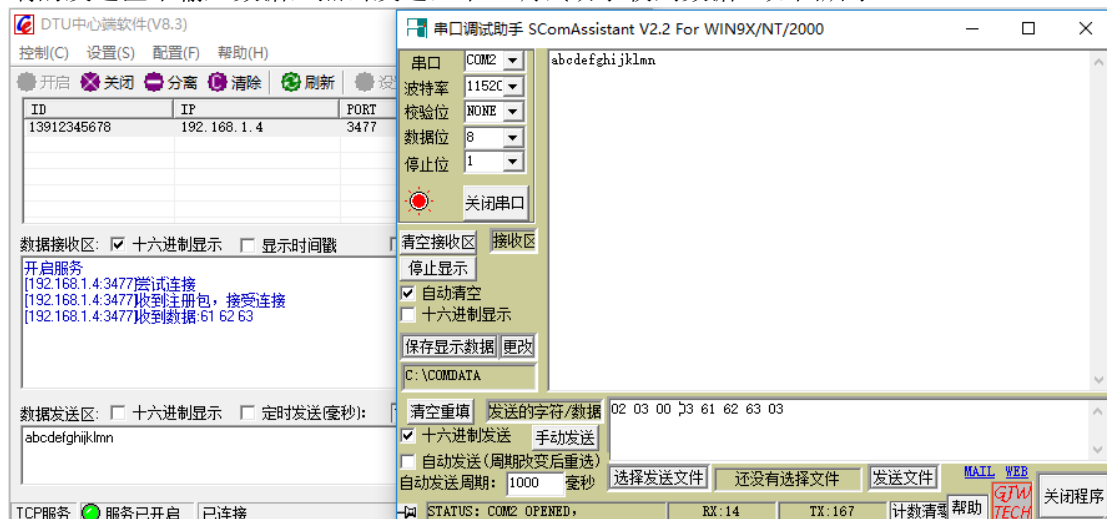 DTU中心端软件(V8.3)
控制(C) 设置(S) 配置(F) 帮助(H)
开启 关闭 分离 清除 刷新
ID IP PORT
13912345678 192.168.1.4 3477
数据接收区: 十六进制显示 显示时间戳
开启服务
[192.168.1.4:3477]尝试连接
[192.168.1.4:3477]收到注册包，接受连接
[192.168.1.4:3477]收到数据:61 62 63
数据发送区: 十六进制显示 定时发送(毫秒):
abcdefghijklmn
TCP服务 服务已开启 已连接
串口调试助手 SComAssistant V2.2 For WIN9X/NT/2000
串口 COM2
波特率 11520
校验位 NONE
数据位 8
停止位 1
关闭串口
abcdefghijklmn
清空接收区 接收区
停止显示
自动清空
十六进制显示
保存显示数据 更改
C:\COMDATA
清空重填 发送的字符/数据
02 03 00 03 61 62 63 03
十六进制发送 手动发送
自动发送(周期改变后重选)
自动发送周期: 1000 毫秒
选择发送文件 还没有选择文件 发送文件
MAIL WEB
GJW
TECH
关闭程序
STATUS: COM2 OPENED, RX:14 TX:167 计数清零 帮助